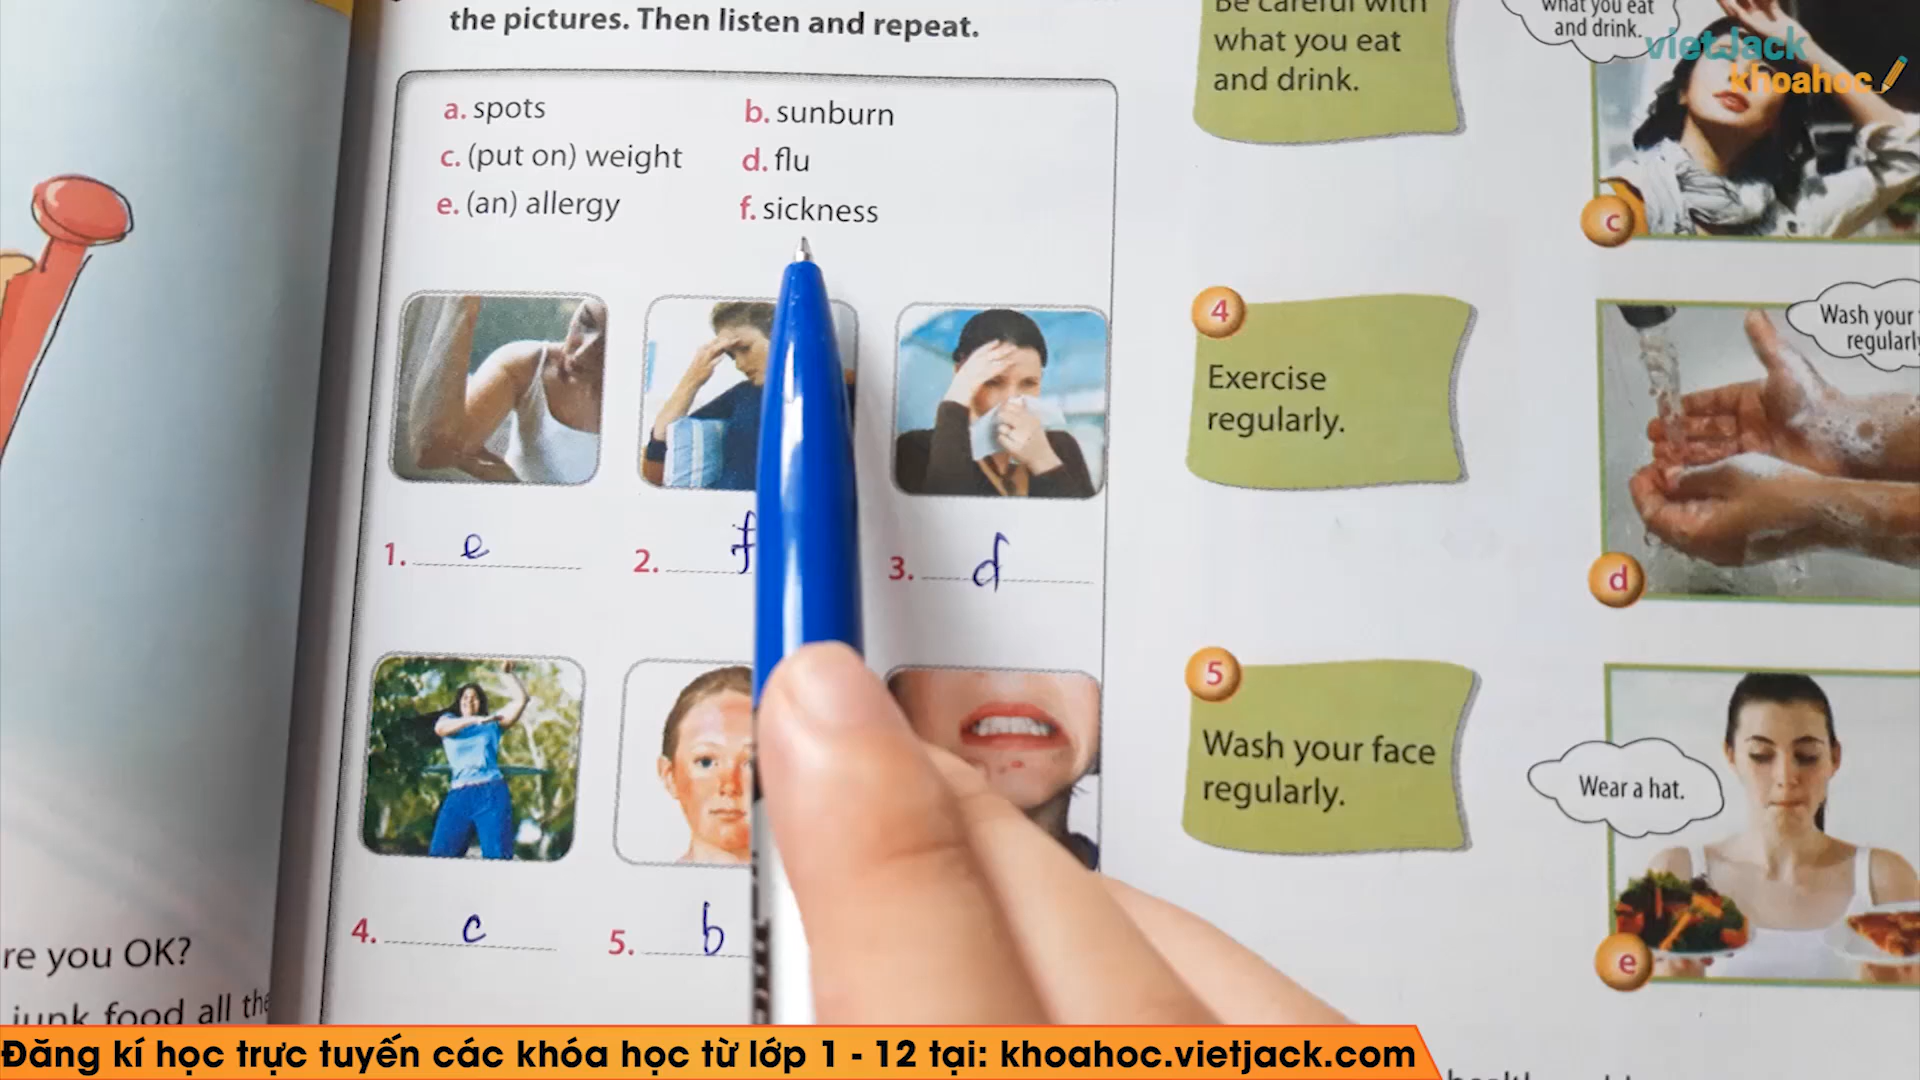 the pictures. Then listen and repeat.
a. spots
b. sunburn
c. (put on) weight
d. flu
e. (an) allergy
f. sickness
1. e
2. f
3. d
4. c
5. b
re you OK?
junk food all the
Be careful with
what you eat
and drink.
4
Exercise
regularly.
5
Wash your face
regularly.
what you eat
and drink.
c
Wash your
regularly
d
Wear a hat.
e
vietJack
khoahoc
Đăng kí học trực tuyến các khóa học từ lớp 1 - 12 tại: khoahoc.vietjack.com